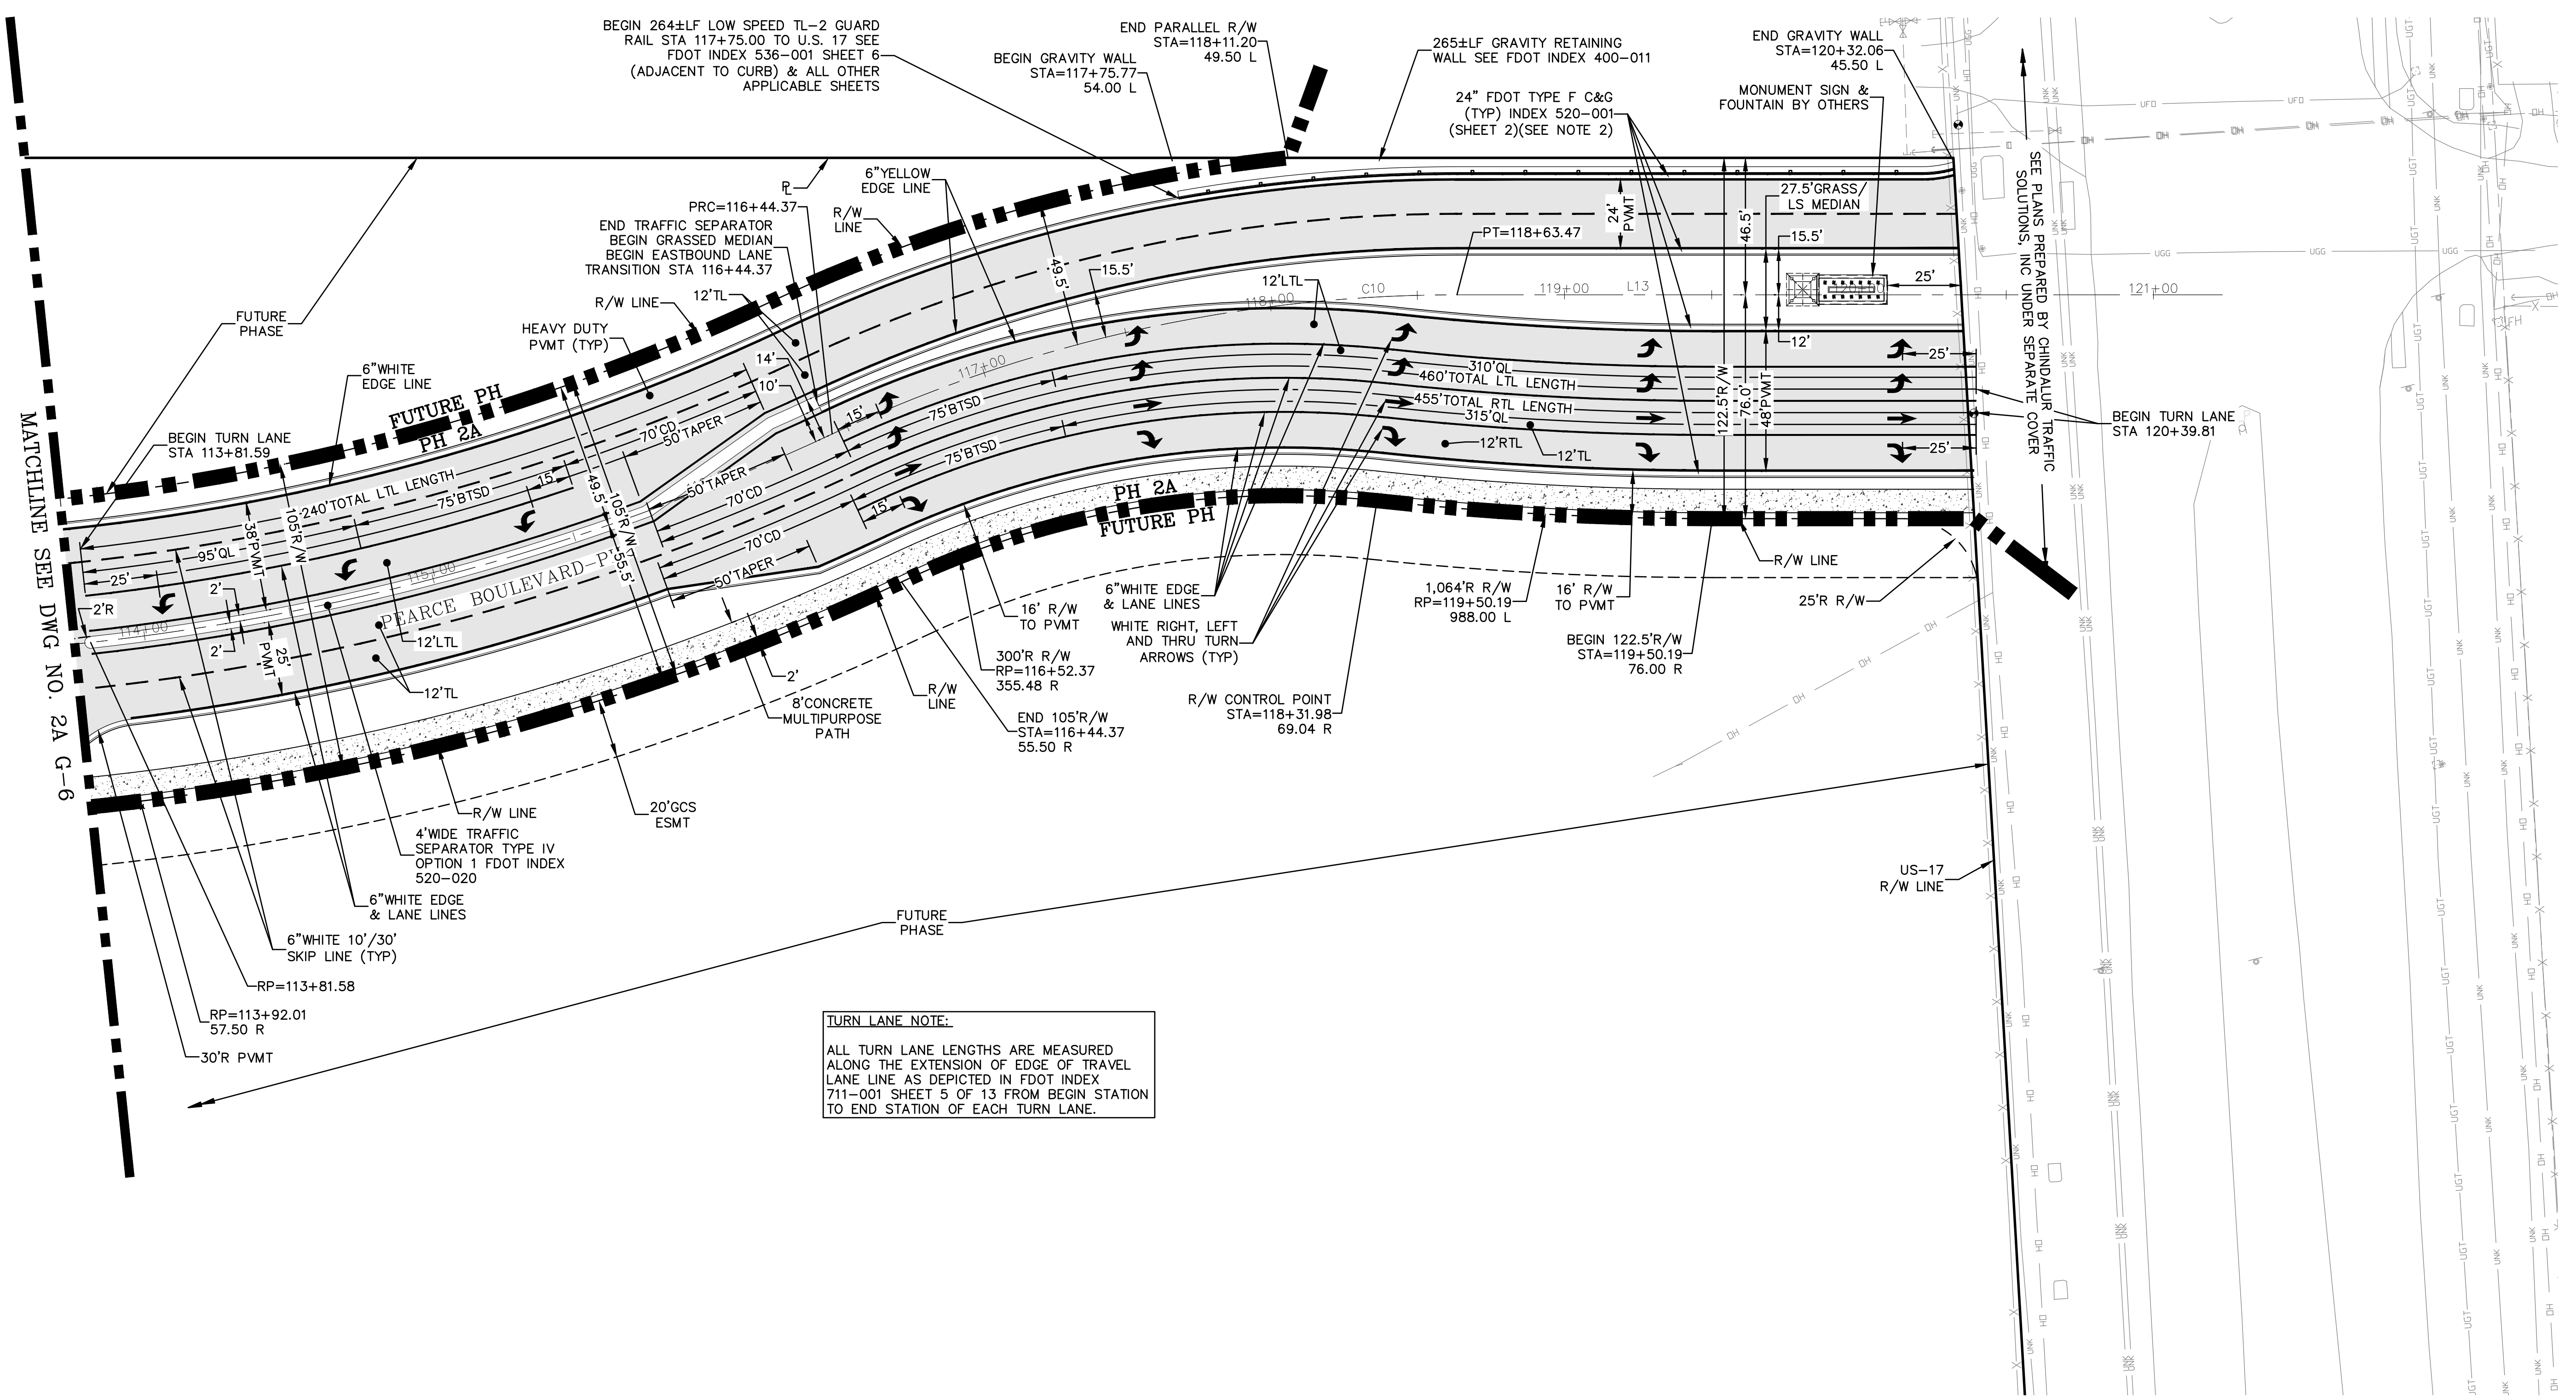 BEGIN 264±LF LOW SPEED TL-2 GUARD
RAIL STA 117+75.00 TO U.S. 17 SEE
FDOT INDEX 536-001 SHEET 6
(ADJACENT TO CURB) & ALL OTHER
APPLICABLE SHEETS
BEGIN GRAVITY WALL
STA=117+75.77
54.00 L
END PARALLEL R/W
STA=118+11.20
49.50 L
265±LF GRAVITY RETAINING
WALL SEE FDOT INDEX 400-011
END GRAVITY WALL
STA=120+32.06
45.50 L
24" FDOT TYPE F C&G
(TYP) INDEX 520-001
(SHEET 2)(SEE NOTE 2)
MONUMENT SIGN &
FOUNTAIN BY OTHERS
SEE PLANS PREPARED BY CHINDALUR TRAFFIC
SOLUTIONS, INC UNDER SEPARATE COVER
PL
6"YELLOW
EDGE LINE
PRC=116+44.37
R/W
LINE
END TRAFFIC SEPARATOR
BEGIN GRASSED MEDIAN
BEGIN EASTBOUND LANE
TRANSITION STA 116+44.37
R/W LINE
12'TL
HEAVY DUTY
PVMT (TYP)
FUTURE
PHASE
6"WHITE
EDGE LINE
FUTURE PH
PH 2A
BEGIN TURN LANE
STA 113+81.59
MATCHLINE SEE DWG NO. 2A G-6
24'
PVMT
46.5'
27.5'GRASS/
LS MEDIAN
15.5'
PT=118+63.47
49.5'
15.5'
12'LTL
118+00
C10
119+00
L13
120+00
121+00
25'
12'
14'
10'
117+00
15'
75'BTSD
70'CD
50'TAPER
310'QL
460'TOTAL LTL LENGTH
455'TOTAL RTL LENGTH
315'QL
122.5'R/W
76.0'
48'PVMT
25'
25'
BEGIN TURN LANE
STA 120+39.81
12'RTL
12'TL
240'TOTAL LTL LENGTH
75'BTSD
15'
95'QL
25'
38'PVMT
105'R/W
49.5'
105'R/W
55.5'
50'TAPER
70'CD
75'BTSD
15'
70'CD
50'TAPER
2'R
114+00
2'
2'
115+00
PEARCE BOULEVARD-P
25'
PVMT
12'LTL
12'TL
PH 2A
FUTURE PH
16' R/W
TO PVMT
300'R R/W
RP=116+52.37
355.48 R
END 105'R/W
STA=116+44.37
55.50 R
R/W
LINE
2'
8'CONCRETE
MULTIPURPOSE
PATH
6"WHITE EDGE
& LANE LINES
WHITE RIGHT, LEFT
AND THRU TURN
ARROWS (TYP)
R/W CONTROL POINT
STA=118+31.98
69.04 R
1,064'R R/W
RP=119+50.19
988.00 L
16' R/W
TO PVMT
BEGIN 122.5'R/W
STA=119+50.19
76.00 R
R/W LINE
25'R R/W
20'GCS
ESMT
R/W LINE
4'WIDE TRAFFIC
SEPARATOR TYPE IV
OPTION 1 FDOT INDEX
520-020
6"WHITE EDGE
& LANE LINES
6"WHITE 10'/30'
SKIP LINE (TYP)
RP=113+81.58
RP=113+92.01
57.50 R
30'R PVMT
FUTURE
PHASE
US-17
R/W LINE
TURN LANE NOTE:
ALL TURN LANE LENGTHS ARE MEASURED
ALONG THE EXTENSION OF EDGE OF TRAVEL
LANE LINE AS DEPICTED IN FDOT INDEX
711-001 SHEET 5 OF 13 FROM BEGIN STATION
TO END STATION OF EACH TURN LANE.
UFO
UFO
UGG
UGG
UGG
OH
OH
OH
UNK
UNK
UGT
UGT
FH